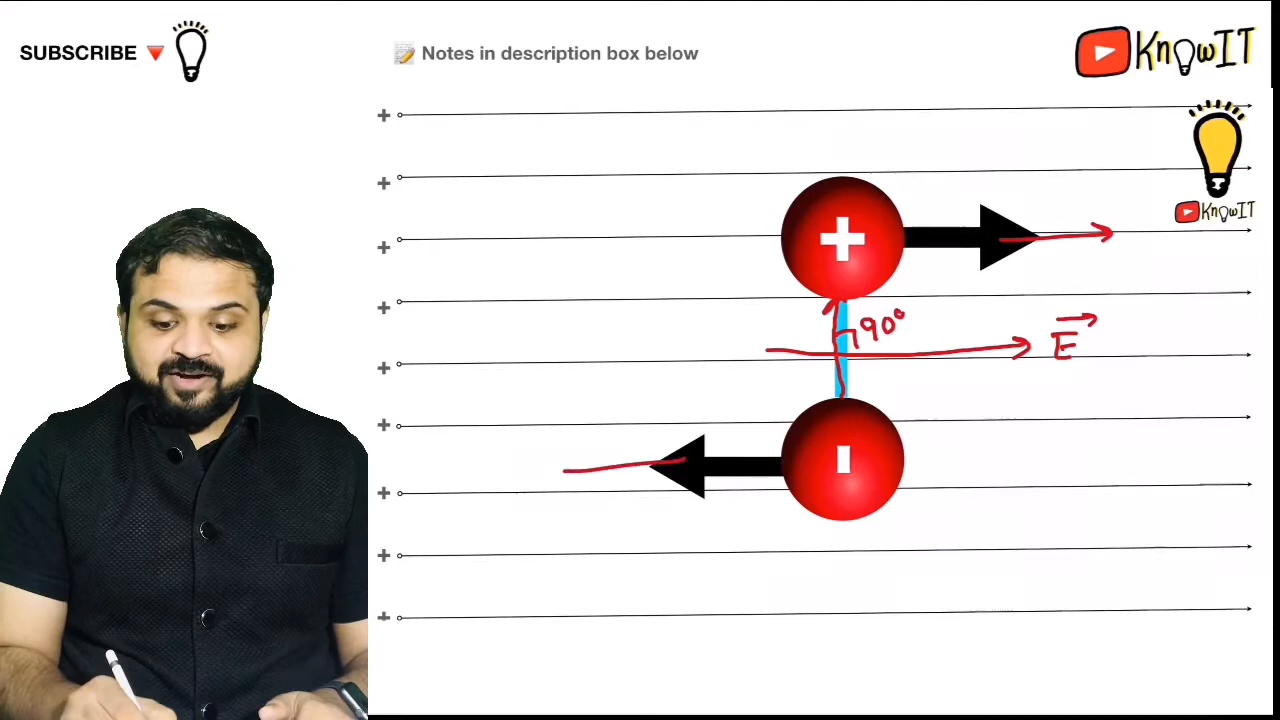 SUBSCRIBE
Notes in description box below
KnowIT
KnowIT
+
90°
E
-